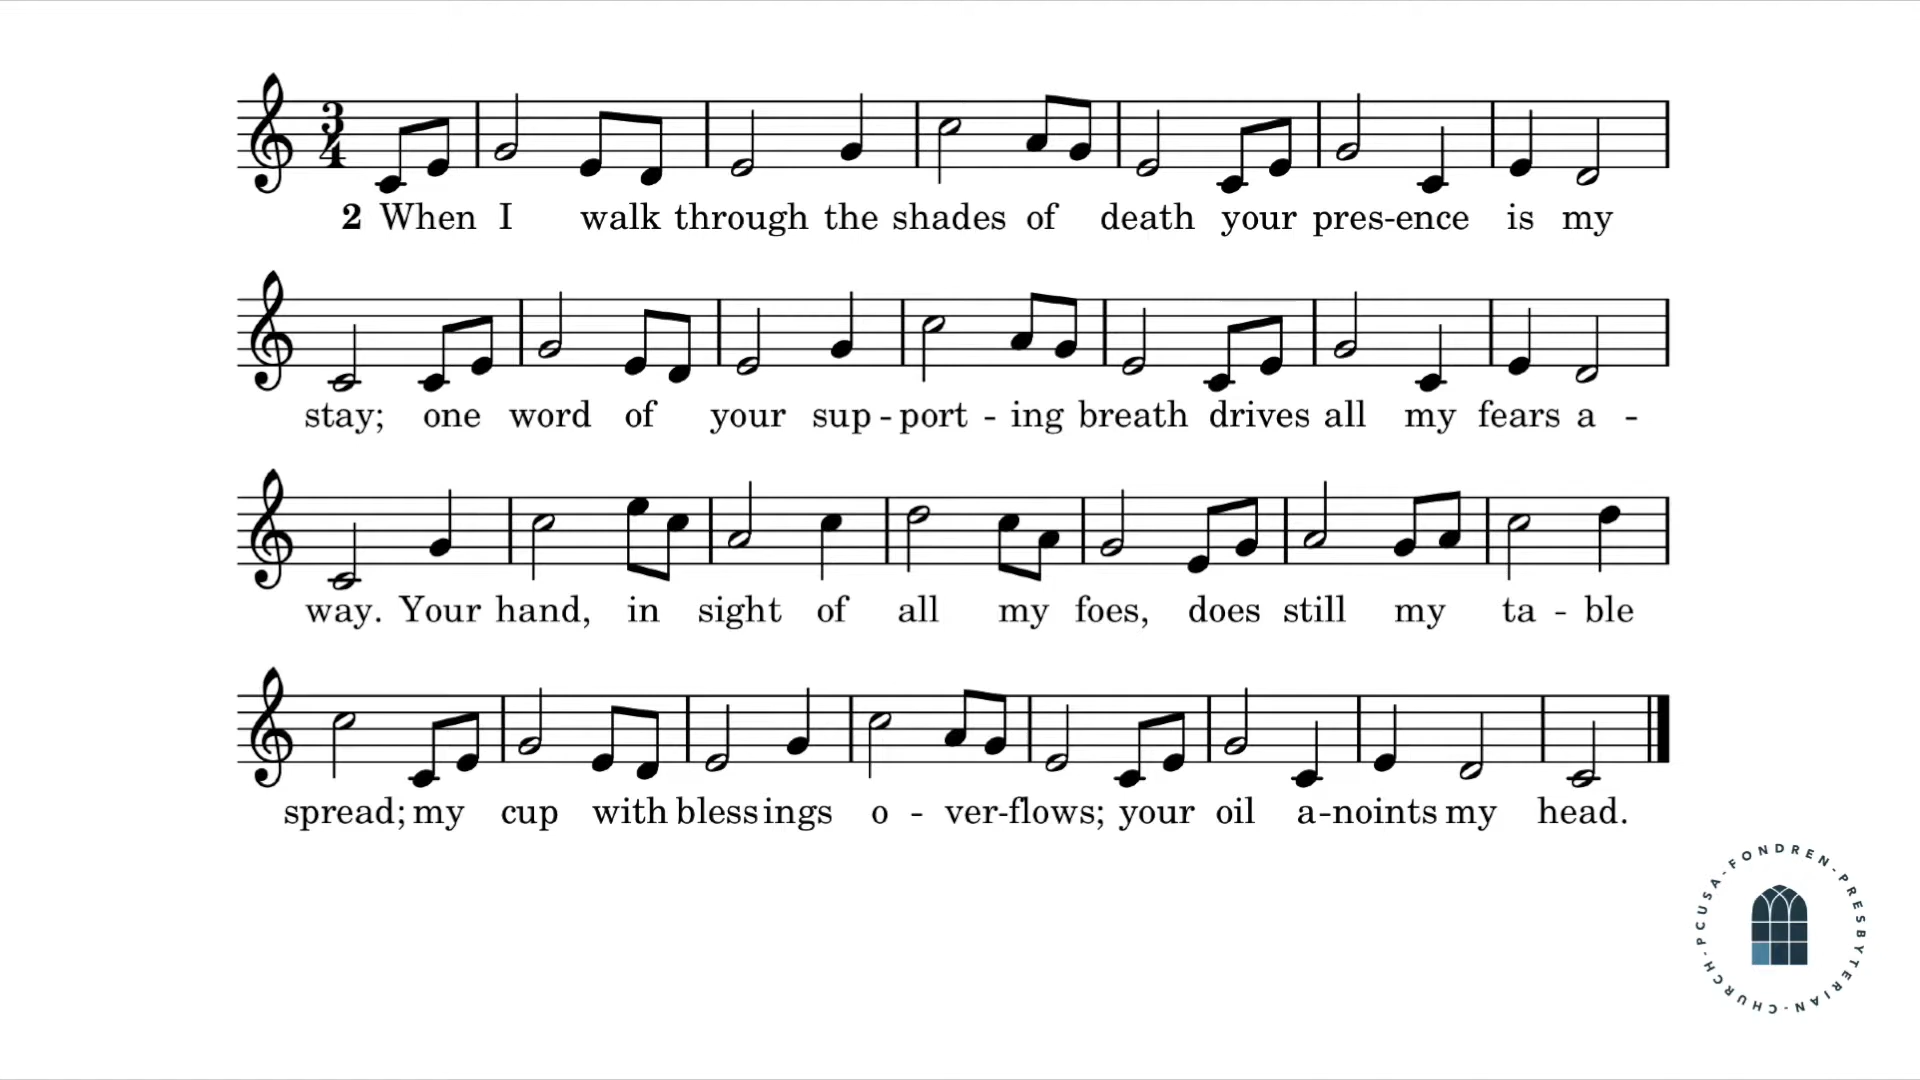 3
4
2 When I walk through the shades of death your pres-ence is my
stay; one word of your sup - port - ing breath drives all my fears a -
way. Your hand, in sight of all my foes, does still my ta - ble
spread; my cup with bless ings o - ver-flows; your oil a-noints my head.
PCUSA-FONDREN-PRESBYTERIAN-CHURCH-